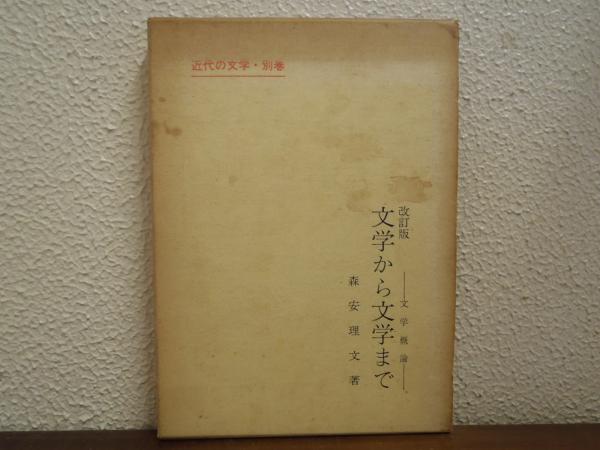 近代の文学・別巻
改訂版
文学から文学まで
——文学概論——
森安理文著